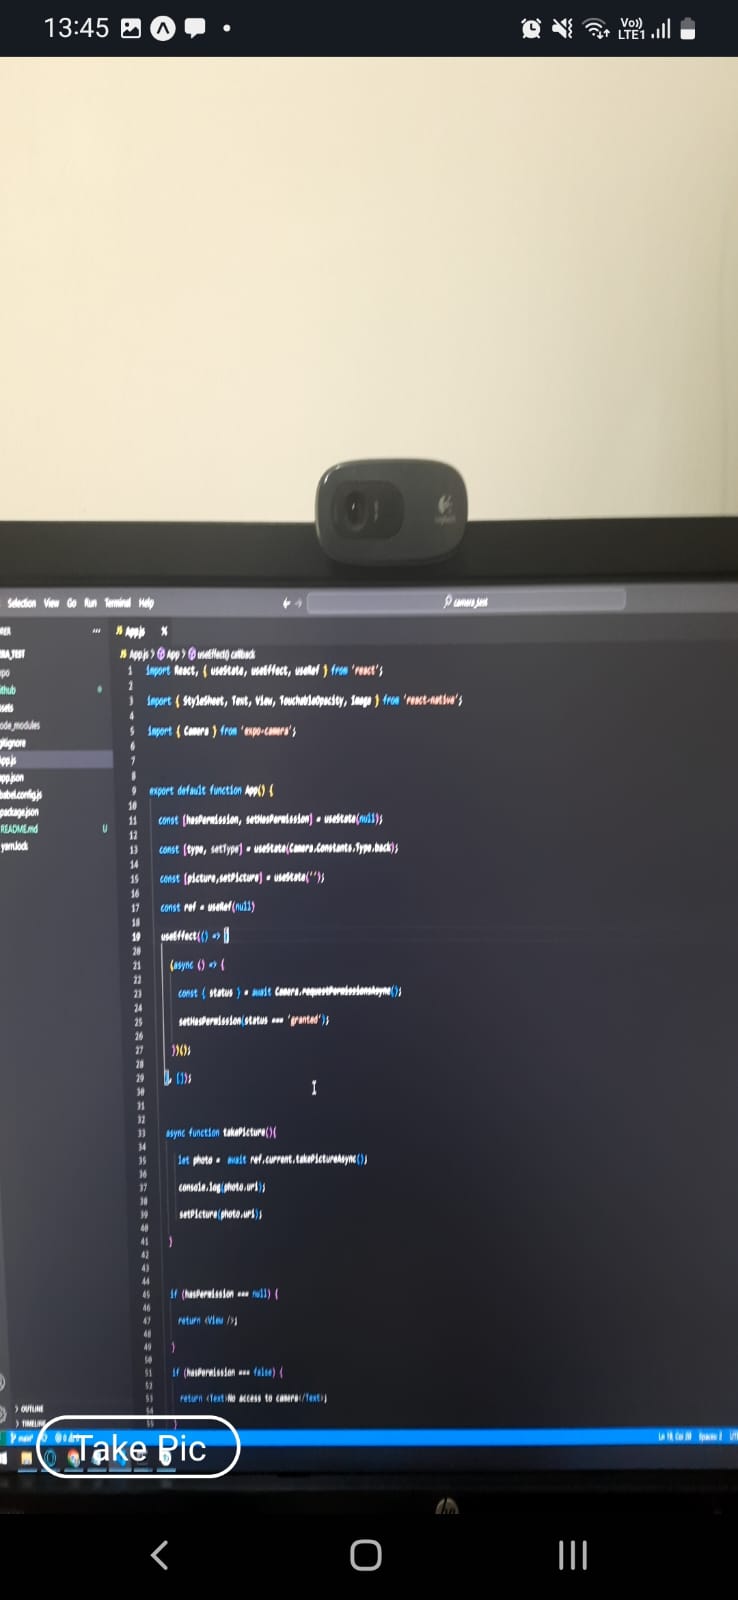 13:45
Vo))
LTE1
Selection View Go Run Terminal Help
camera_test
App.js
App.js > App > useEffect() callback
1 import React, { useState, useEffect, useRef } from 'react';
2
3 import { StyleSheet, Text, View, TouchableOpacity, Image } from 'react-native';
4
5 import { Camera } from 'expo-camera';
6
7
8
9 export default function App() {
10
11 const [hasPermission, setHasPermission] = useState(null);
12
13 const [type, setType] = useState(Camera.Constants.Type.back);
14
15 const [picture,setPicture] = useState('');
16
17 const ref = useRef(null)
18
19 useEffect(() => {
20
21 (async () => {
22
23 const { status } = await Camera.requestPermissionsAsync();
24
25 setHasPermission(status === 'granted');
26
27 })();
28
29 }, []);
30
31
32
33 async function takePicture(){
34
35 let photo = await ref.current.takePictureAsync();
36
37 console.log(photo.uri);
38
39 setPicture(photo.uri);
40
41 }
42
43
44
45 if (hasPermission === null) {
46
47 return <View />;
48
49 }
50
51 if (hasPermission === false) {
52
53 return <Text>No access to camera</Text>;
54
55 }
ode_modules
gitignore
App.js
app.json
babel.config.js
package.json
README.md U
yarn.lock
OUTLINE
TIMELINE
main*
Ln 19, Col 20 Spaces: 2
Take Pic
hp